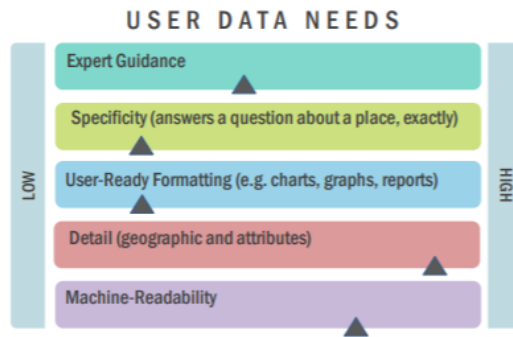 USER DATA NEEDS
Expert Guidance
Specificity (answers a question about a place, exactly)
LOW
User-Ready Formatting (e.g. charts, graphs, reports)
HIGH
Detail (geographic and attributes)
Machine-Readability